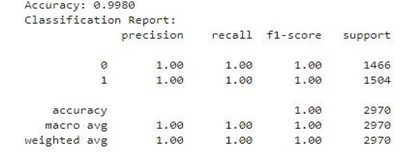 Accuracy: 0.9980
Classification Report:
precision recall f1-score support
0 1.00 1.00 1.00 1466
1 1.00 1.00 1.00 1504
accuracy 1.00 2970
macro avg 1.00 1.00 1.00 2970
weighted avg 1.00 1.00 1.00 2970